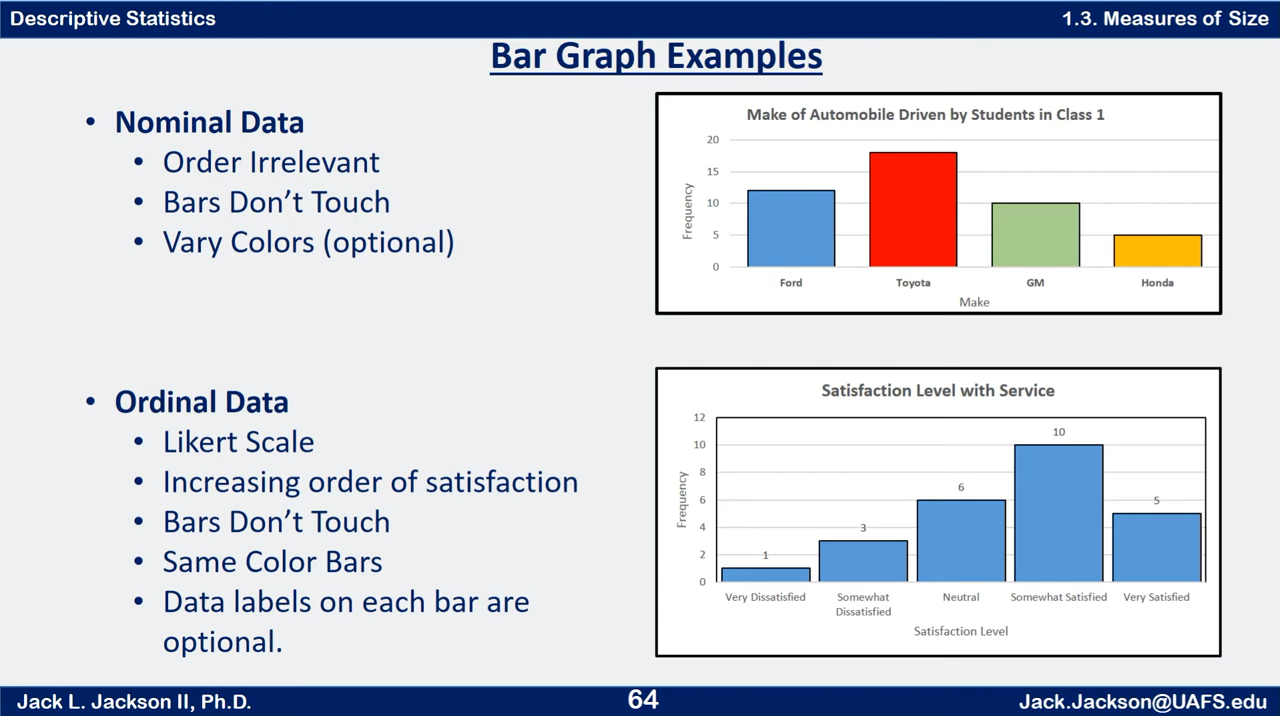 Descriptive Statistics
1.3. Measures of Size
Bar Graph Examples
• Nominal Data
• Order Irrelevant
• Bars Don’t Touch
• Vary Colors (optional)
Make of Automobile Driven by Students in Class 1
20
15
10
5
0
Frequency
Ford
Toyota
GM
Honda
Make
• Ordinal Data
• Likert Scale
• Increasing order of satisfaction
• Bars Don’t Touch
• Same Color Bars
• Data labels on each bar are
optional.
Satisfaction Level with Service
12
10
8
6
4
2
0
Frequency
1
3
6
10
5
Very Dissatisfied
Somewhat
Dissatisfied
Neutral
Somewhat Satisfied
Very Satisfied
Satisfaction Level
Jack L. Jackson II, Ph.D.
64
Jack.Jackson@UAFS.edu